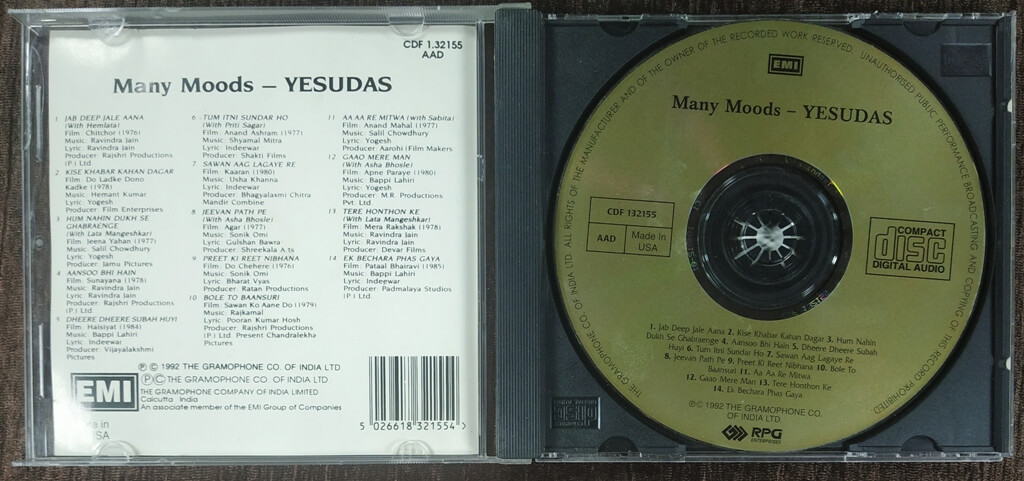 CDF 1.32155
AAD
Many Moods – YESUDAS
1 JAB DEEP JALE AANA
(With Hemlata)
Film: Chitchor (1976)
Music: Ravindra Jain
Lyric: Ravindra Jain
Producer: Rajshri Productions
(P) Ltd
2 KISE KHABAR KAHAN DAGAR
Film: Do Ladke Dono
Kadke (1978)
Music: Hemant Kumar
Lyric: Yogesh
Producer: Film Enterprises
3 HUM NAHIN DUKH SE
GHABRAENGE
(With Lata Mangeshkar)
Film: Jeena Yahan (1977)
Music: Salil Chowdhury
Lyric: Yogesh
Producer: Jamu Pictures
4 AANSOO BHI HAIN
Film: Sunayana (1978)
Music: Ravindra Jain
Lyric: Ravindra Jain
Producer: Rajshri Productions
(P) Ltd
5 DHEERE DHEERE SUBAH HUYI
Film: Haisiyat (1984)
Music: Bappi Lahiri
Lyric: Indeewar
Producer: Vijayalakshmi
Pictures
6 TUM ITNI SUNDAR HO
(With Priti Sagar)
Film: Anand Ashram (1977)
Music: Shyamal Mitra
Lyric: Indeewar
Producer: Shakti Films
7 SAWAN AAG LAGAYE RE
Film: Kaaran (1980)
Music: Usha Khanna
Lyric: Indeewar
Producer: Bhagyalasmi Chitra
Mandir Combine
8 JEEVAN PATH PE
(With Asha Bhosle)
Film: Agar (1977)
Music: Sonik Omi
Lyric: Gulshan Bawra
Producer: Shreekala A.ts
9 PREET KI REET NIBHANA
Film: Do Chehere (1976)
Music: Sonik Omi
Lyric: Bharat Vyas
Producer: Ratan Productions
10 BOLE TO BAANSURI
Film: Sawan Ko Aane Do (1979)
Music: Rajkamal
Lyric: Pooran Kumar Hosh
Producer: Rajshri Productions
(P) Ltd. Present Chandralekha
Pictures
11 AA AA RE MITWA (with Sabita)
Film: Anand Mahal (1977)
Music: Salil Chowdhury
Lyric: Yogesh
Producer: Aarohi (Film Makers
12 GAAO MERE MAN
(With Asha Bhosle)
Film: Apne Paraye (1980)
Music: Bappi Lahiri
Lyric: Yogesh
Producer: M.R. Productions
Pvt. Ltd
13 TERE HONTHON KE
(With Lata Mangeshkar)
Film: Mera Rakshak (1978)
Music: Ravindra Jain
Lyric: Ravindra Jain
Producer: Devar Films
14 EK BECHARA PHAS GAYA
Film: Pataal Bhairavi (1985)
Music: Bappi Lahiri
Lyric: Indeewar
Producer: Padmalaya Studios
(P) Ltd
℗ © 1992 THE GRAMOPHONE CO. OF INDIA LTD
℗ © THE GRAMOPHONE CO. OF INDIA LTD
EMI
THE GRAMOPHONE COMPANY OF INDIA LIMITED
Calcutta India
An associate member of the EMI Group of Companies
in
USA
5 026618 321554 >
THE GRAMOPHONE CO. OF INDIA LTD. ALL RIGHTS OF THE MANUFACTURER AND OF THE OWNER OF THE RECORDED WORK RESERVED. UNAUTHORISED PUBLIC PERFORMANCE BROADCASTING AND COPYING OF THE RECORD PROHIBITED
EMI
Many Moods – YESUDAS
CDF 132155
AAD
Made in
USA
COMPACT
disc
DIGITAL AUDIO
1. Jab Deep Jale Aana 2. Kise Khabar Kahan Dagar 3. Hum Nahin
Dukh Se Ghabraenge 4. Aansoo Bhi Hain 5. Dheere Dheere Subah
Huyi 6. Tum Itni Sundar Ho 7. Sawan Aag Lagaye Re
8. Jeevan Path Pe 9. Preet Ki Reet Nibhana 10. Bole To
Baansuri 11. Aa Aa Re Mitwa
12. Gaao Mere Man 13. Tere Honthon Ke
14. Ek Bechara Phas Gaya
℗ © 1992 THE GRAMOPHONE CO.
OF INDIA LTD.
RPG
ENTERPRISES